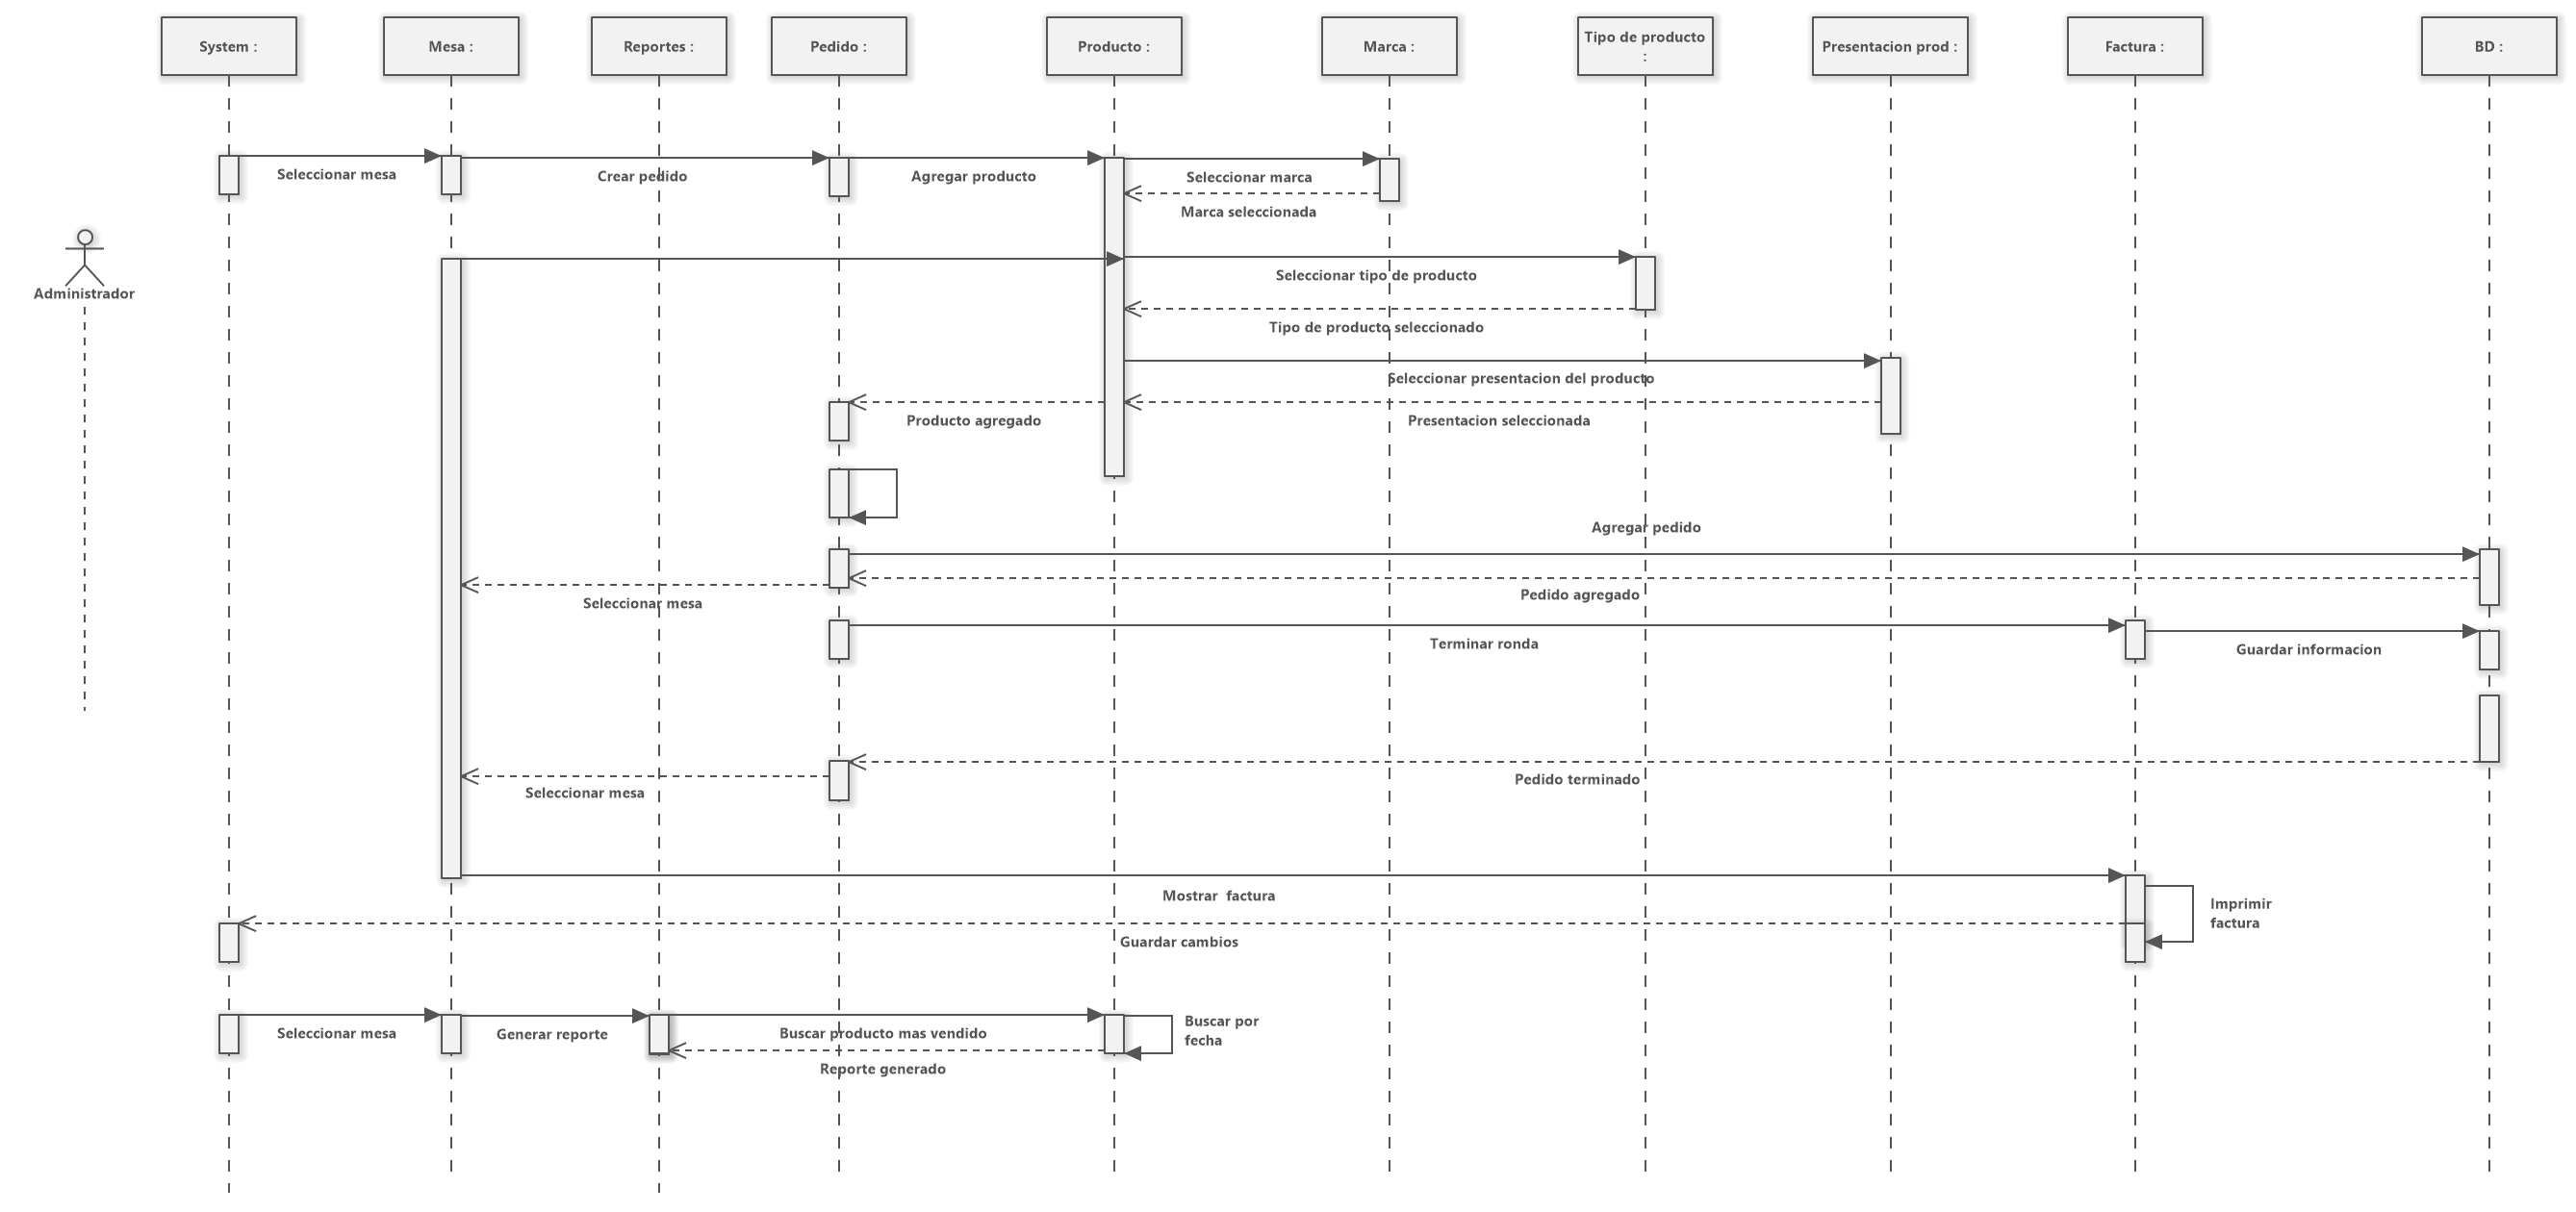 System :
Mesa :
Reportes :
Pedido :
Producto :
Marca :
Tipo de producto
:
Presentacion prod :
Factura :
BD :
Seleccionar mesa
Crear pedido
Agregar producto
Seleccionar marca
Marca seleccionada
Administrador
Seleccionar tipo de producto
Tipo de producto seleccionado
Seleccionar presentacion del producto
Producto agregado
Presentacion seleccionada
Agregar pedido
Seleccionar mesa
Pedido agregado
Terminar ronda
Guardar informacion
Pedido terminado
Seleccionar mesa
Mostrar  factura
Imprimir
factura
Guardar cambios
Seleccionar mesa
Generar reporte
Buscar producto mas vendido
Buscar por
fecha
Reporte generado